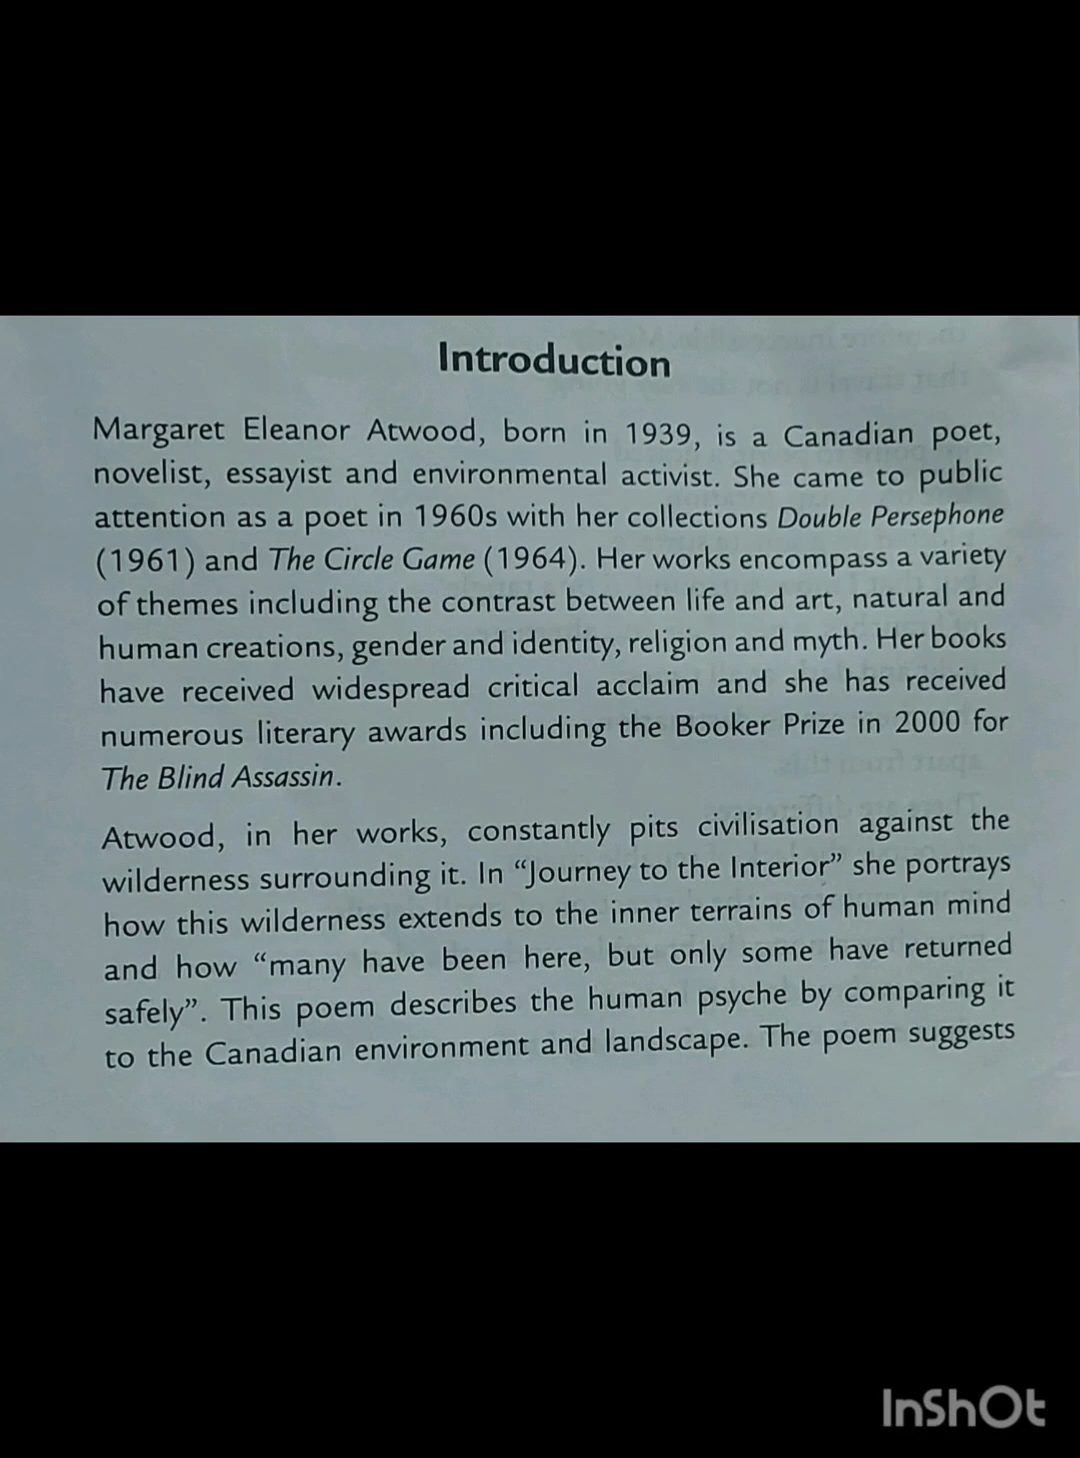 Introduction
Margaret Eleanor Atwood, born in 1939, is a Canadian poet,
novelist, essayist and environmental activist. She came to public
attention as a poet in 1960s with her collections Double Persephone
(1961) and The Circle Game (1964). Her works encompass a variety
of themes including the contrast between life and art, natural and
human creations, gender and identity, religion and myth. Her books
have received widespread critical acclaim and she has received
numerous literary awards including the Booker Prize in 2000 for
The Blind Assassin.
Atwood, in her works, constantly pits civilisation against the
wilderness surrounding it. In “Journey to the Interior” she portrays
how this wilderness extends to the inner terrains of human mind
and how “many have been here, but only some have returned
safely”. This poem describes the human psyche by comparing it
to the Canadian environment and landscape. The poem suggests
InShOt